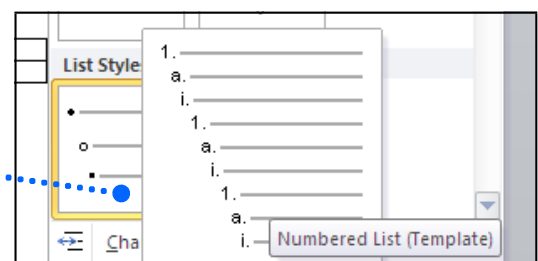 List Style
1.
a.
i.
1.
a.
i.
1.
a.
i.
Numbered List (Template)
Cha